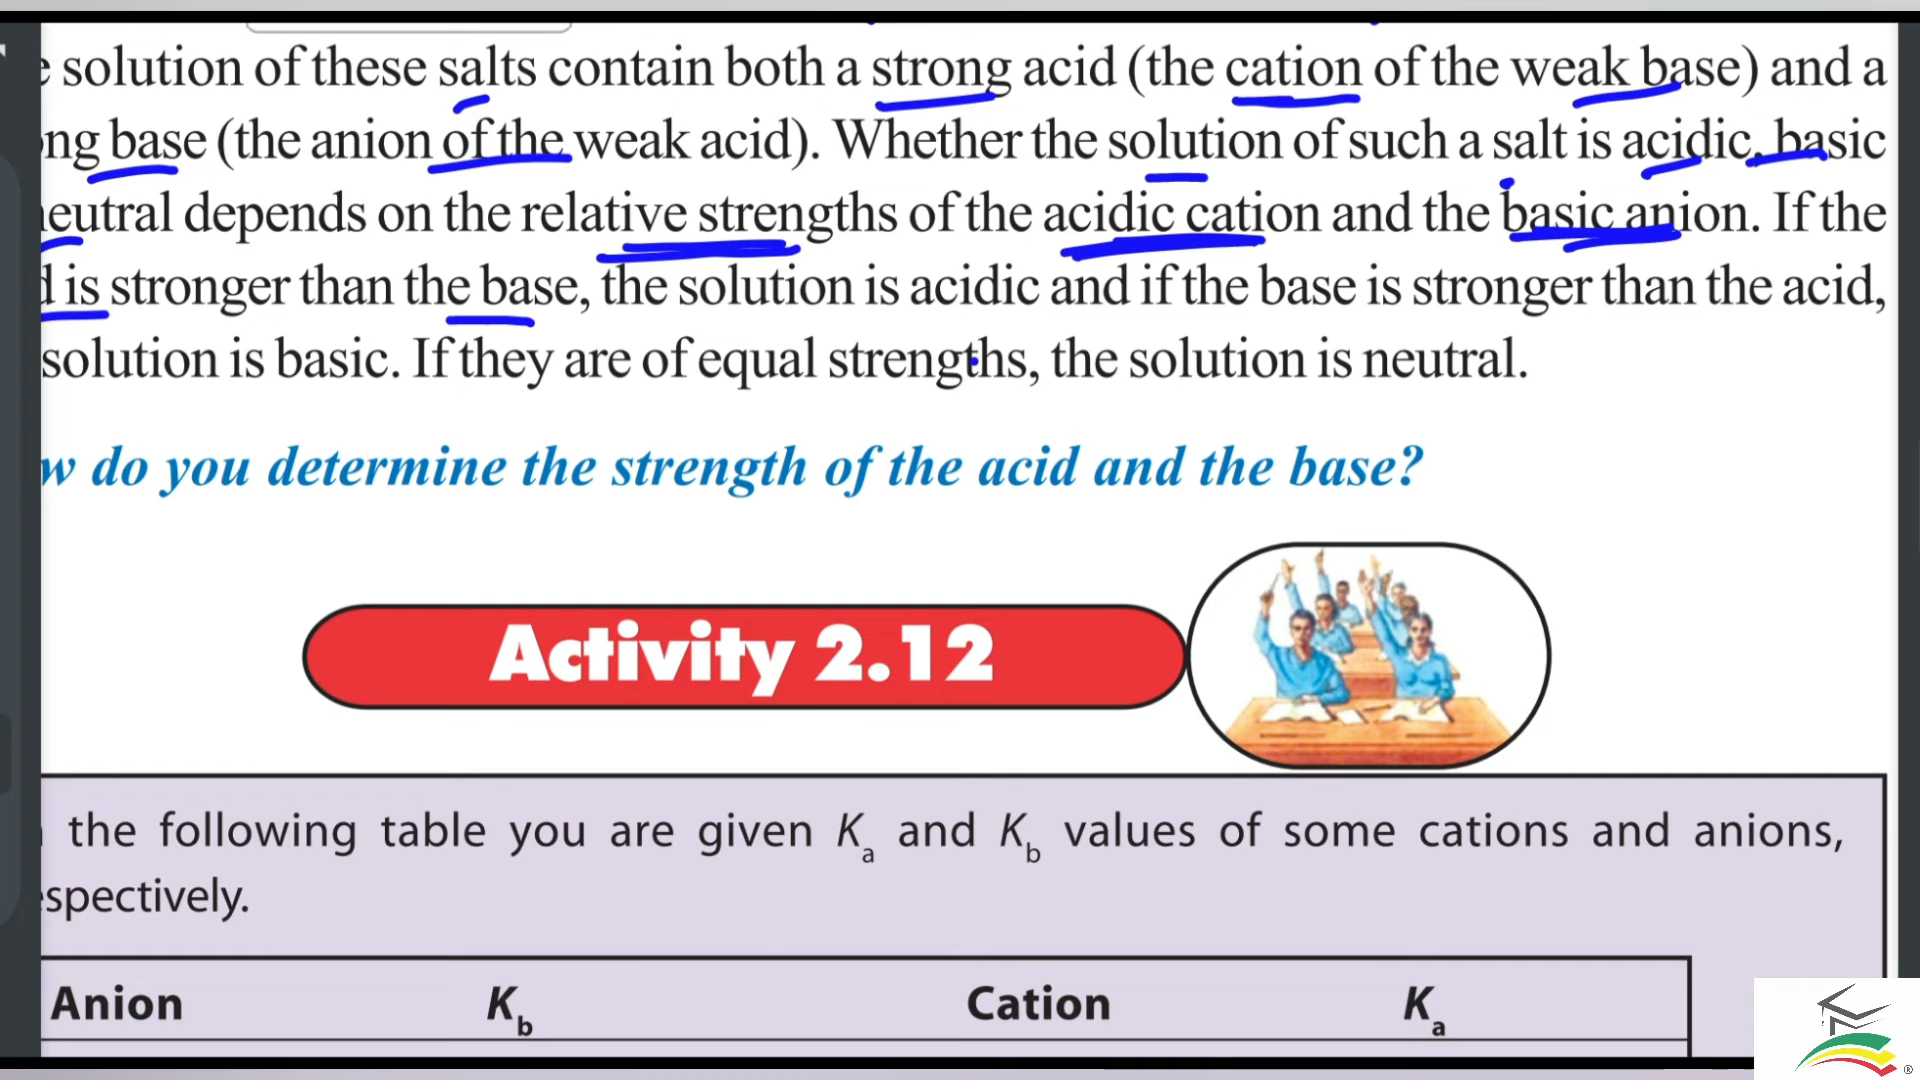 solution of these salts contain both a strong acid (the cation of the weak base) and a
ng base (the anion of the weak acid). Whether the solution of such a salt is acidic, basic
eutral depends on the relative strengths of the acidic cation and the basic anion. If the
d is stronger than the base, the solution is acidic and if the base is stronger than the acid,
solution is basic. If they are of equal strengths, the solution is neutral.
w do you determine the strength of the acid and the base?
Activity 2.12
the following table you are given Ka and Kb values of some cations and anions,
spectively.
Anion Kb Cation Ka